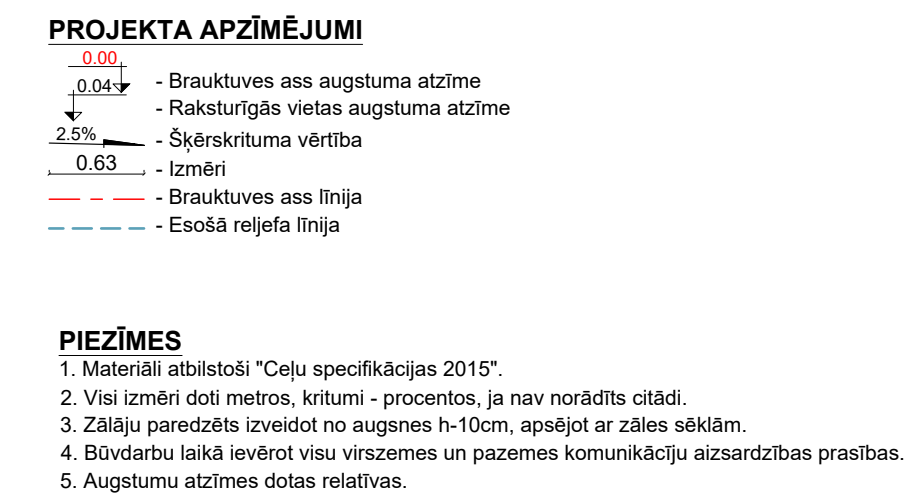 PROJEKTA APZĪMĒJUMI
0.00
0.04
- Brauktuves ass augstuma atzīme
- Raksturīgās vietas augstuma atzīme
2.5% - Šķērskrituma vērtība
0.63 - Izmēri
- Brauktuves ass līnija
- Esošā reljefa līnija
PIEZĪMES
1. Materiāli atbilstoši "Ceļu specifikācijas 2015".
2. Visi izmēri doti metros, kritumi - procentos, ja nav norādīts citādi.
3. Zālāju paredzēts izveidot no augsnes h-10cm, apsējot ar zāles sēklām.
4. Būvdarbu laikā ievērot visu virszemes un pazemes komunikāciju aizsardzības prasības.
5. Augstumu atzīmes dotas relatīvas.